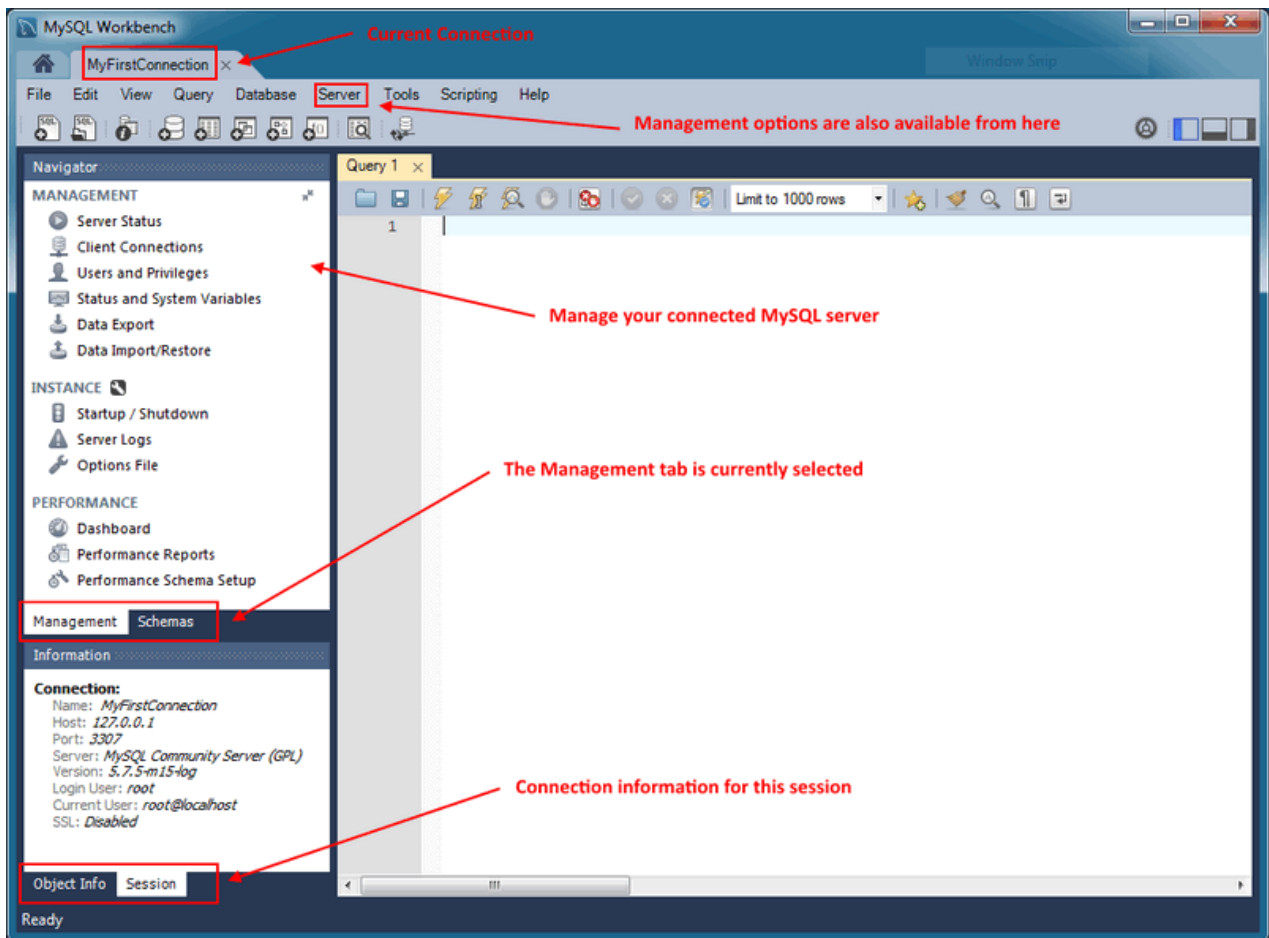 MySQL Workbench
Current Connection
MyFirstConnection
Window Snip
File Edit View Query Database Server Tools Scripting Help
Management options are also available from here
Navigator
Query 1
MANAGEMENT
Limit to 1000 rows
Server Status
1
Client Connections
Users and Privileges
Status and System Variables
Manage your connected MySQL server
Data Export
Data Import/Restore
INSTANCE
Startup / Shutdown
Server Logs
Options File
The Management tab is currently selected
PERFORMANCE
Dashboard
Performance Reports
Performance Schema Setup
Management Schemas
Information
Connection:
Name: MyFirstConnection
Host: 127.0.0.1
Port: 3307
Server: MySQL Community Server (GPL)
Version: 5.7.5-m15-log
Login User: root
Current User: root@localhost
SSL: Disabled
Connection information for this session
Object Info Session
Ready